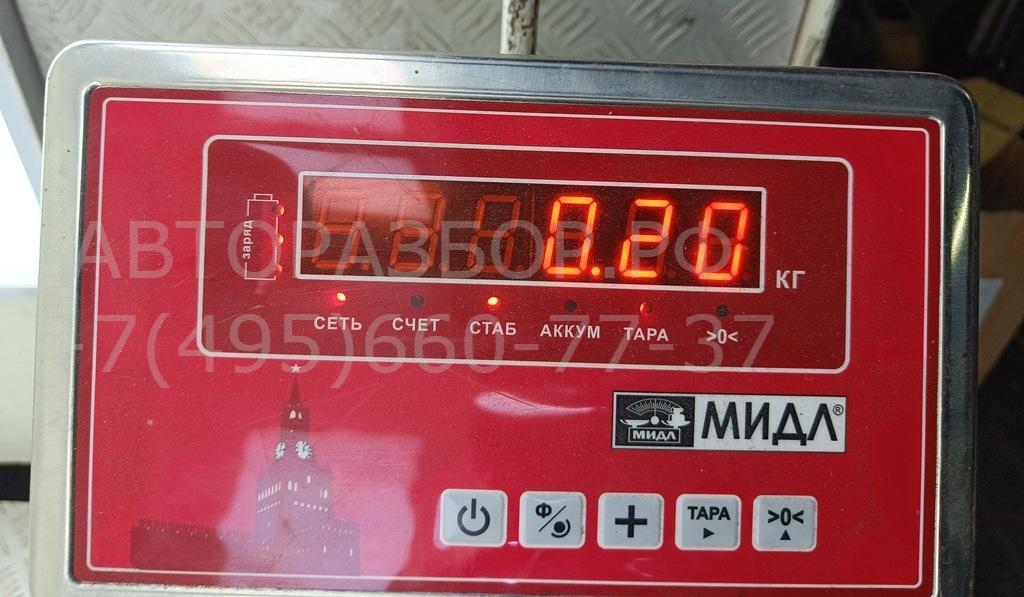 заряд
0.20
КГ
СЕТЬ СЧЕТ СТАБ АККУМ ТАРА >0<
АВТОРАЗБОР.РФ
+7(495)660-77-37
МИДЛ МИДЛ®
Ф/ + ТАРА >0<